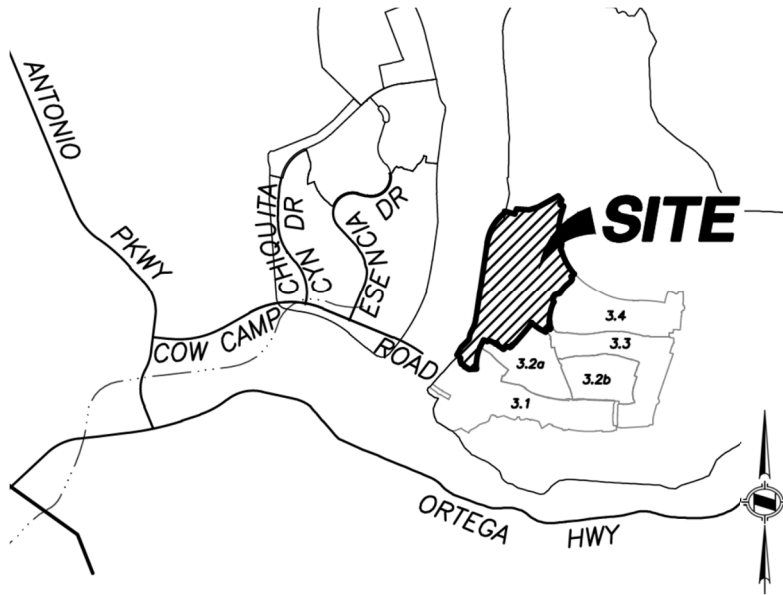 ANTONIO
PKWY
CHIQUITA
CYN DR
ESENCIA DR
COW CAMP ROAD
SITE
3.4
3.3
3.2a
3.2b
3.1
ORTEGA HWY